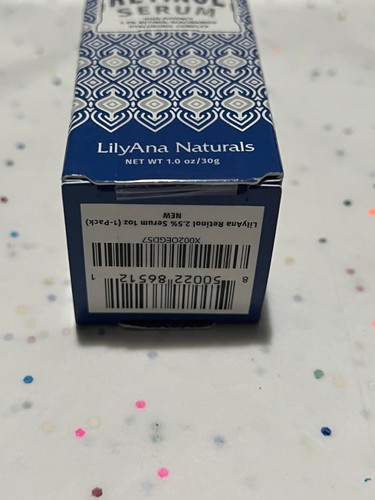 RETINOL
SERUM
LilyAna Naturals
NET WT 1.0 oz/30g
LilyAna Retinol 2.5% Serum 1oz (1-Pack)
NEW
X002OEGD57
8 50022 86512 1